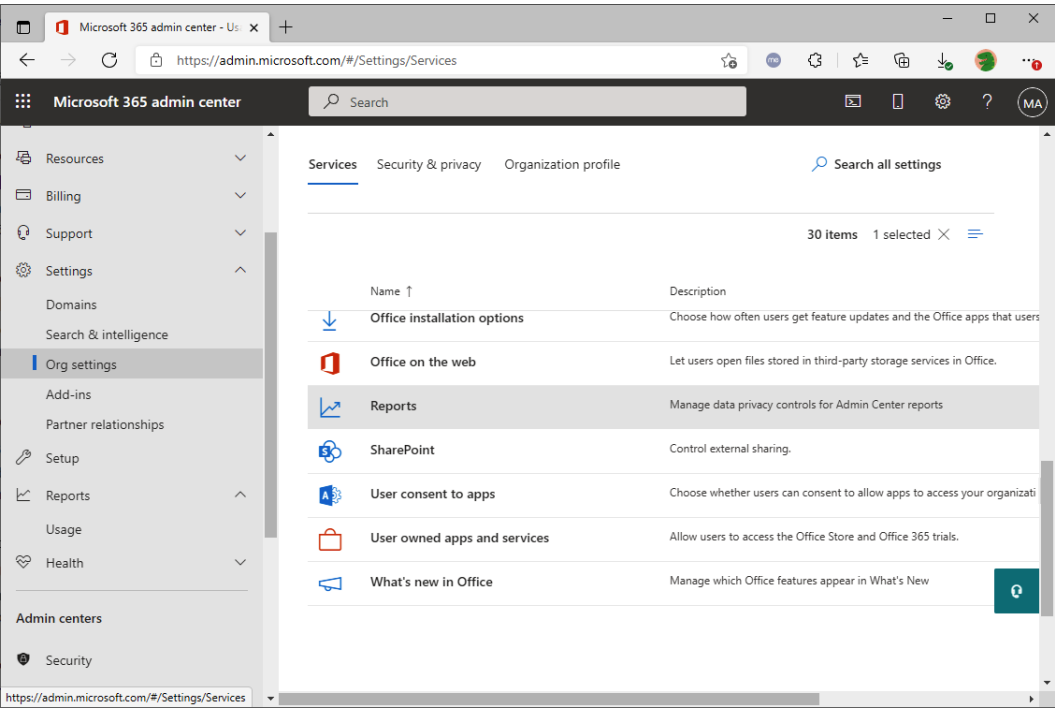 Microsoft 365 admin center - Us
https://admin.microsoft.com/#/Settings/Services
me
Microsoft 365 admin center
Search
?
MA
Resources
Billing
Support
Settings
Domains
Search & intelligence
Org settings
Add-ins
Partner relationships
Setup
Reports
Usage
Health
Admin centers
Security
https://admin.microsoft.com/#/Settings/Services
Services Security & privacy Organization profile
Search all settings
30 items 1 selected
Name ↑ Description
Office installation options Choose how often users get feature updates and the Office apps that users
Office on the web Let users open files stored in third-party storage services in Office.
Reports Manage data privacy controls for Admin Center reports
SharePoint Control external sharing.
User consent to apps Choose whether users can consent to allow apps to access your organizati
User owned apps and services Allow users to access the Office Store and Office 365 trials.
What's new in Office Manage which Office features appear in What's New